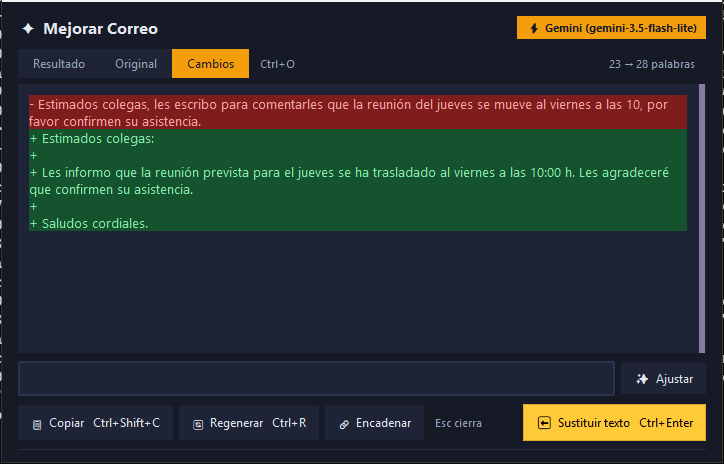 Mejorar Correo
Gemini (gemini-3.5-flash-lite)
Resultado Original Cambios Ctrl+O 23 → 28 palabras
- Estimados colegas, les escribo para comentarles que la reunión del jueves se mueve al viernes a las 10, por
favor confirmen su asistencia.
+ Estimados colegas:
+
+ Les informo que la reunión prevista para el jueves se ha trasladado al viernes a las 10:00 h. Les agradeceré
que confirmen su asistencia.
+
+ Saludos cordiales.
Ajustar
Copiar Ctrl+Shift+C Regenerar Ctrl+R Encadenar Esc cierra Sustituir texto Ctrl+Enter